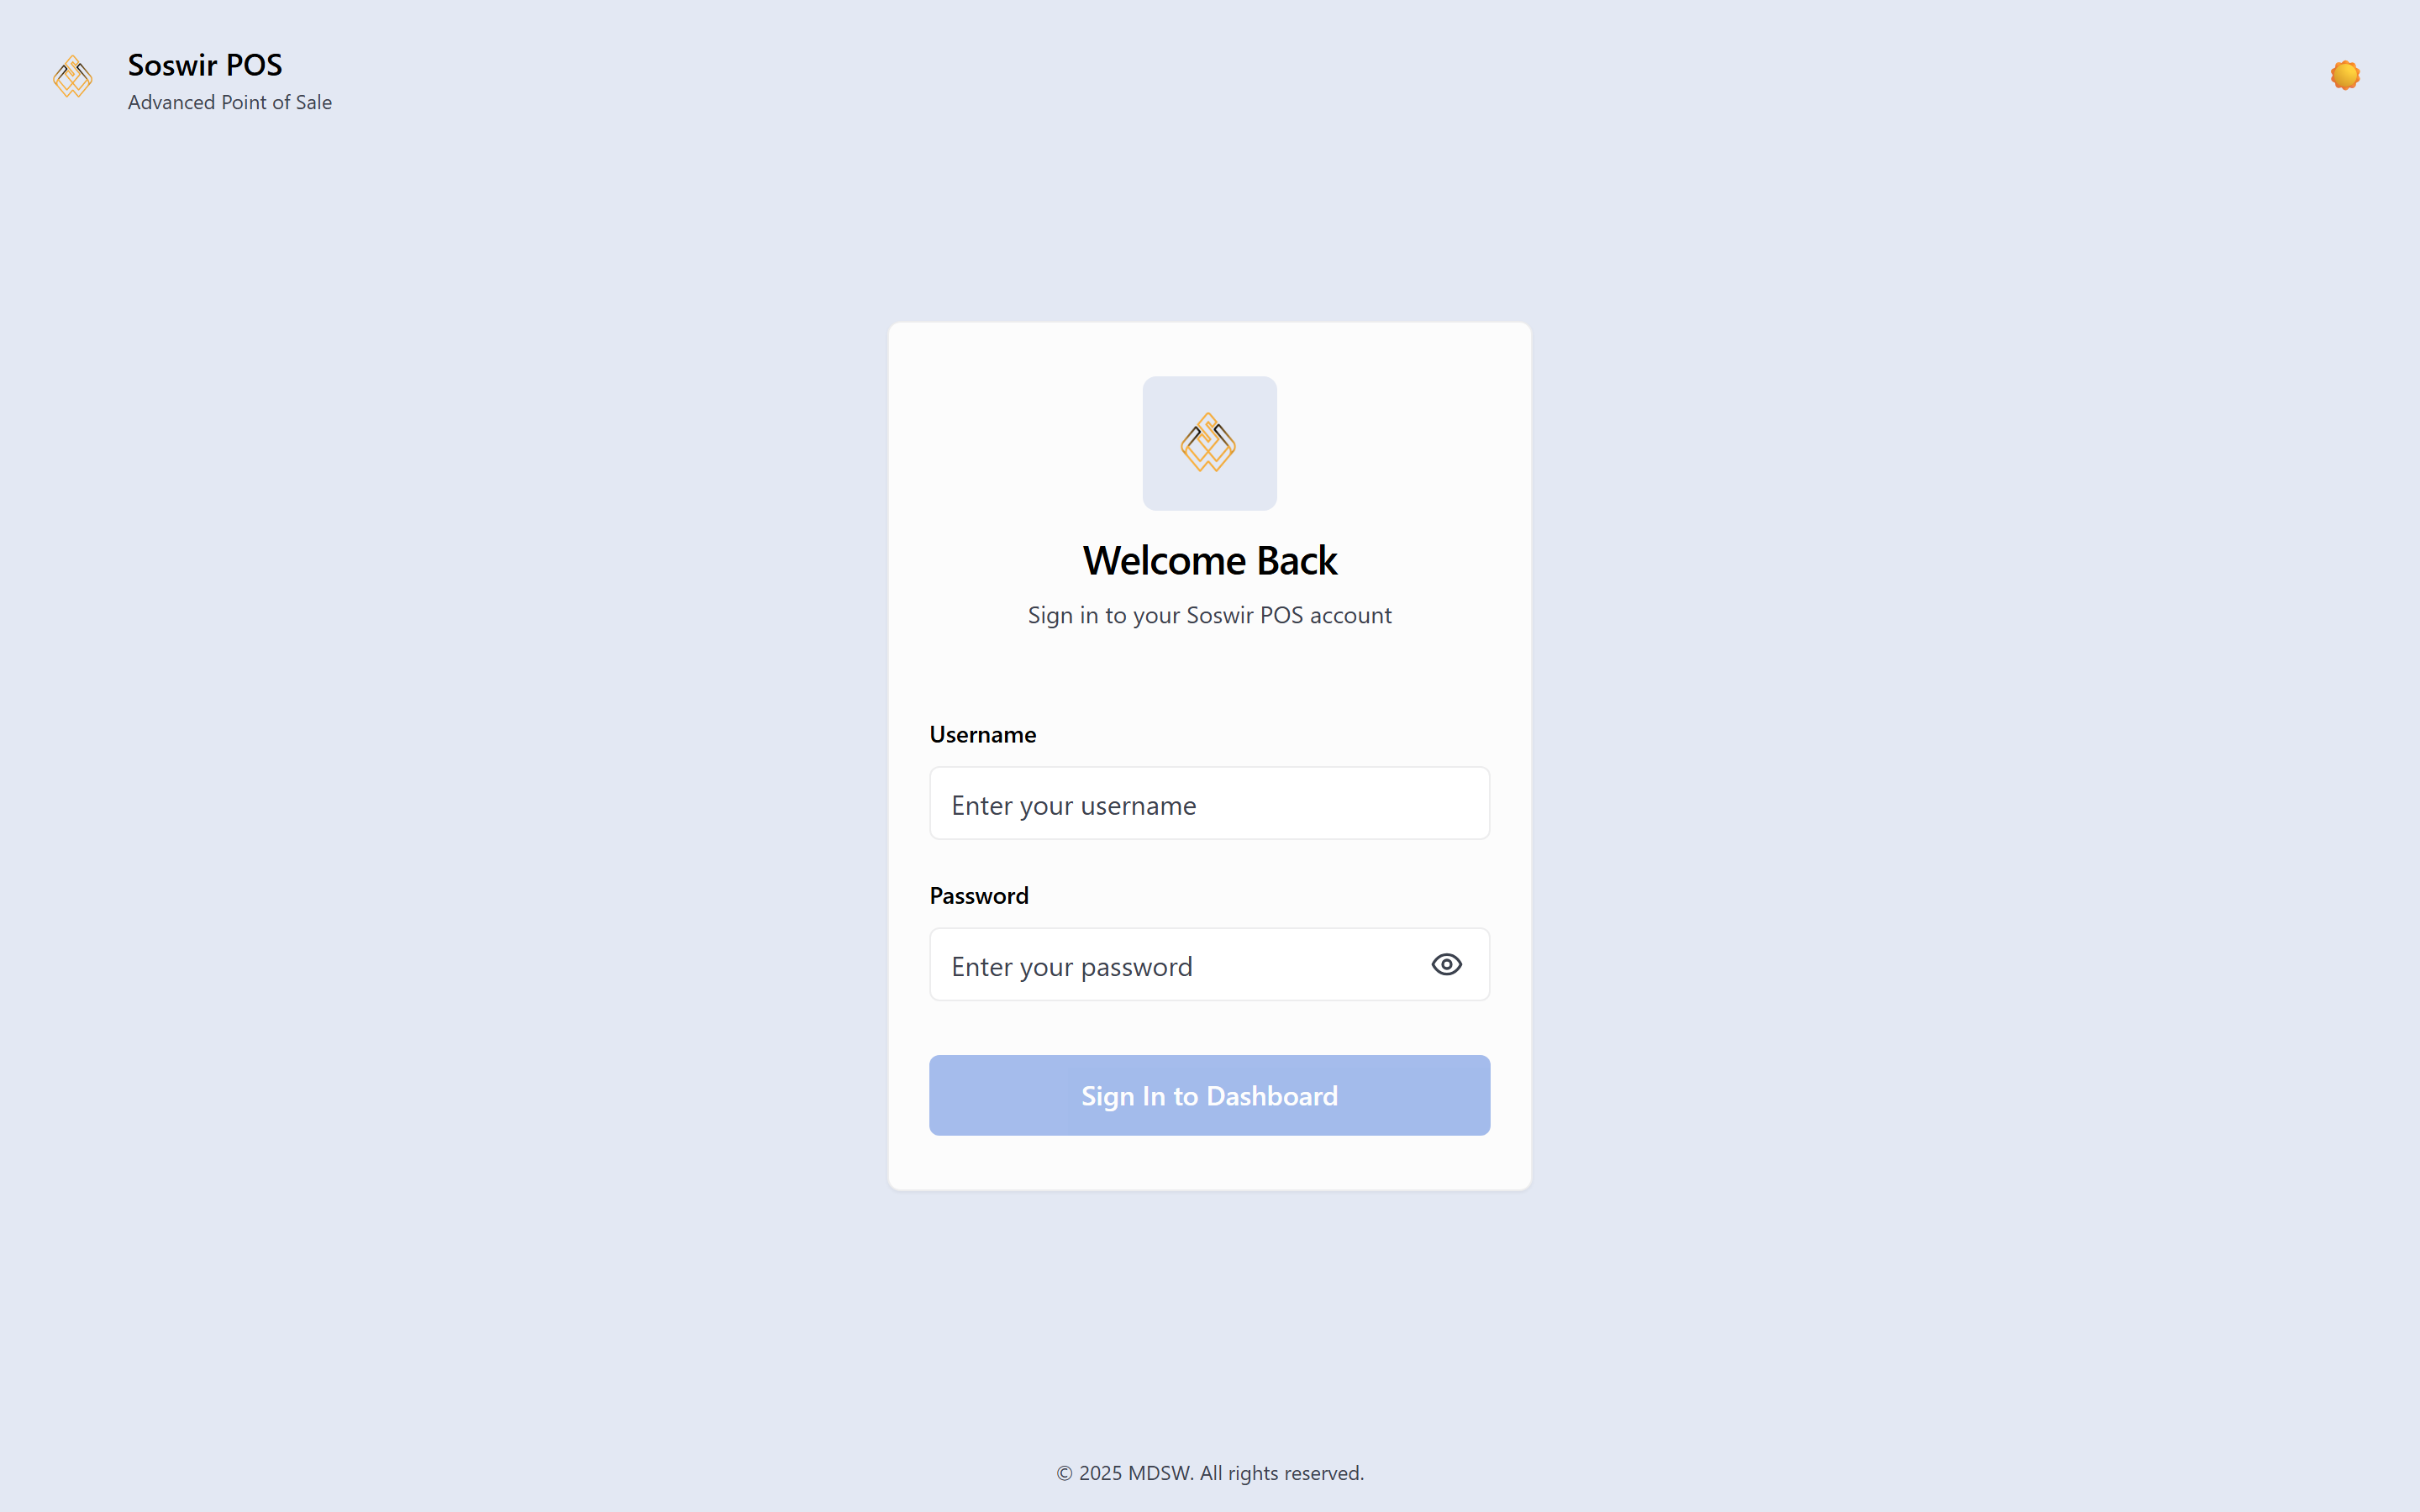 Soswir POS
Advanced Point of Sale
Welcome Back
Sign in to your Soswir POS account
Username
Enter your username
Password
Enter your password
Sign In to Dashboard
© 2025 MDSW. All rights reserved.